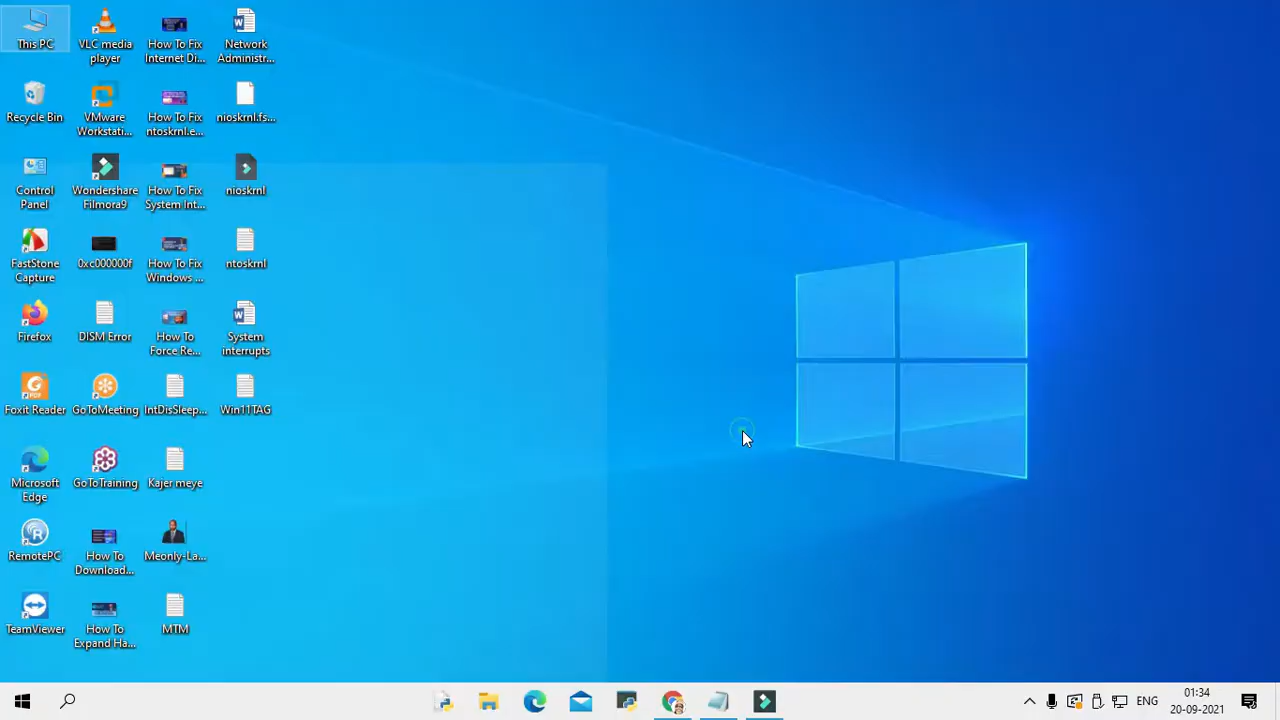 This PC
VLC media
player
How To Fix
Internet Di...
Network
Administr...
Recycle Bin
VMware
Workstati...
How To Fix
ntoskrnl.e...
nioskrnl.fs...
Control
Panel
Wondershare
Filmora9
How To Fix
System Int...
nioskrnl
FastStone
Capture
0xc000000f
How To Fix
Windows ...
ntoskrnl
Firefox
DISM Error
How To
Force Re...
System
interrupts
Foxit Reader
GoToMeeting
IntDisSleep...
Win11TAG
Microsoft
Edge
GoToTraining
Kajer meye
RemotePC
How To
Download...
Meonly-La...
TeamViewer
How To
Expand Ha...
MTM
ENG
01:34
20-09-2021